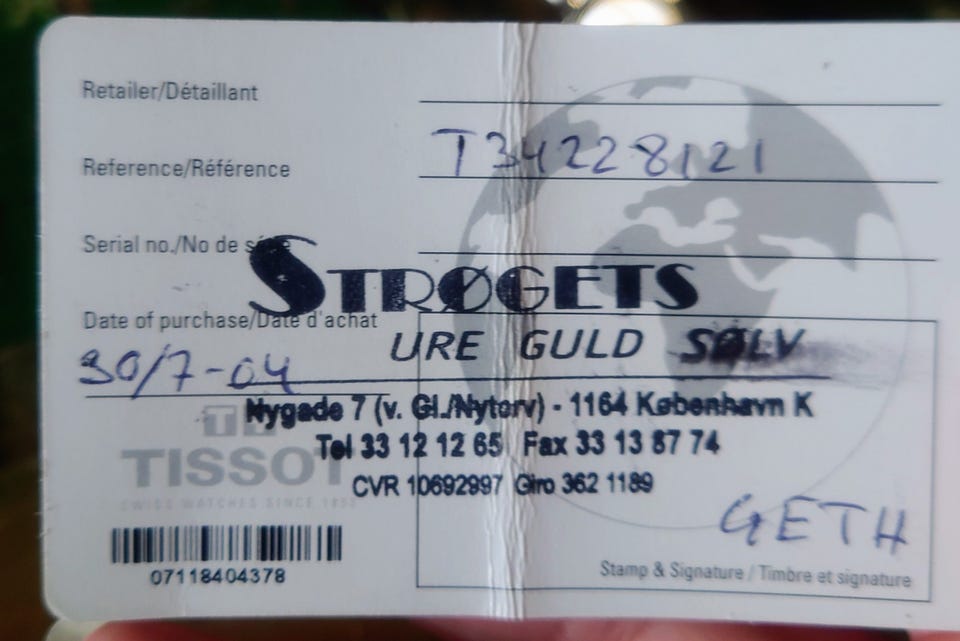 Retailer/Détaillant
Reference/Référence T34228121
Serial no./No de série
STRØGETS
Date of purchase/Date d'achat
URE GULD SØLV
30/7-04
Nygade 7 (v. Gl./Nytorv) - 1164 København K
Tel 33 12 12 65 Fax 33 13 87 74
TISSOT
CVR 10692997 Giro 362 1189
SWISS WATCHES SINCE 1853
GETH
07118404378
Stamp & Signature / Timbre et signature